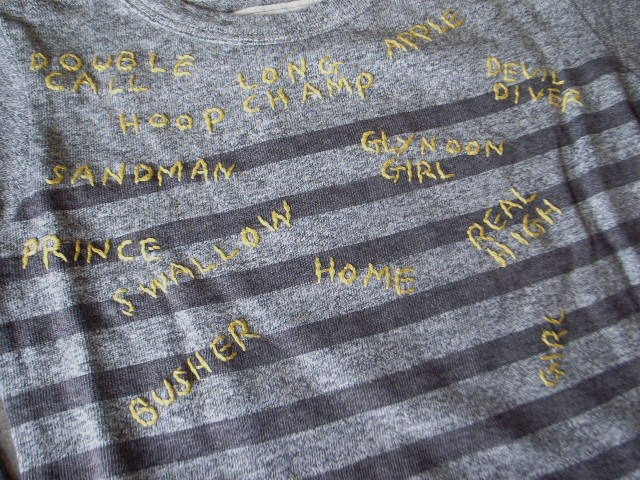 APPLE
DOUBLE
CALL
LONG
CHAMP
DEVIL
DIVER
HOOP
GLYNDON
GIRL
SANDMAN
REAL
HIGH
PRINCE
SWALLOW
HOME
BUSHER
GIRL